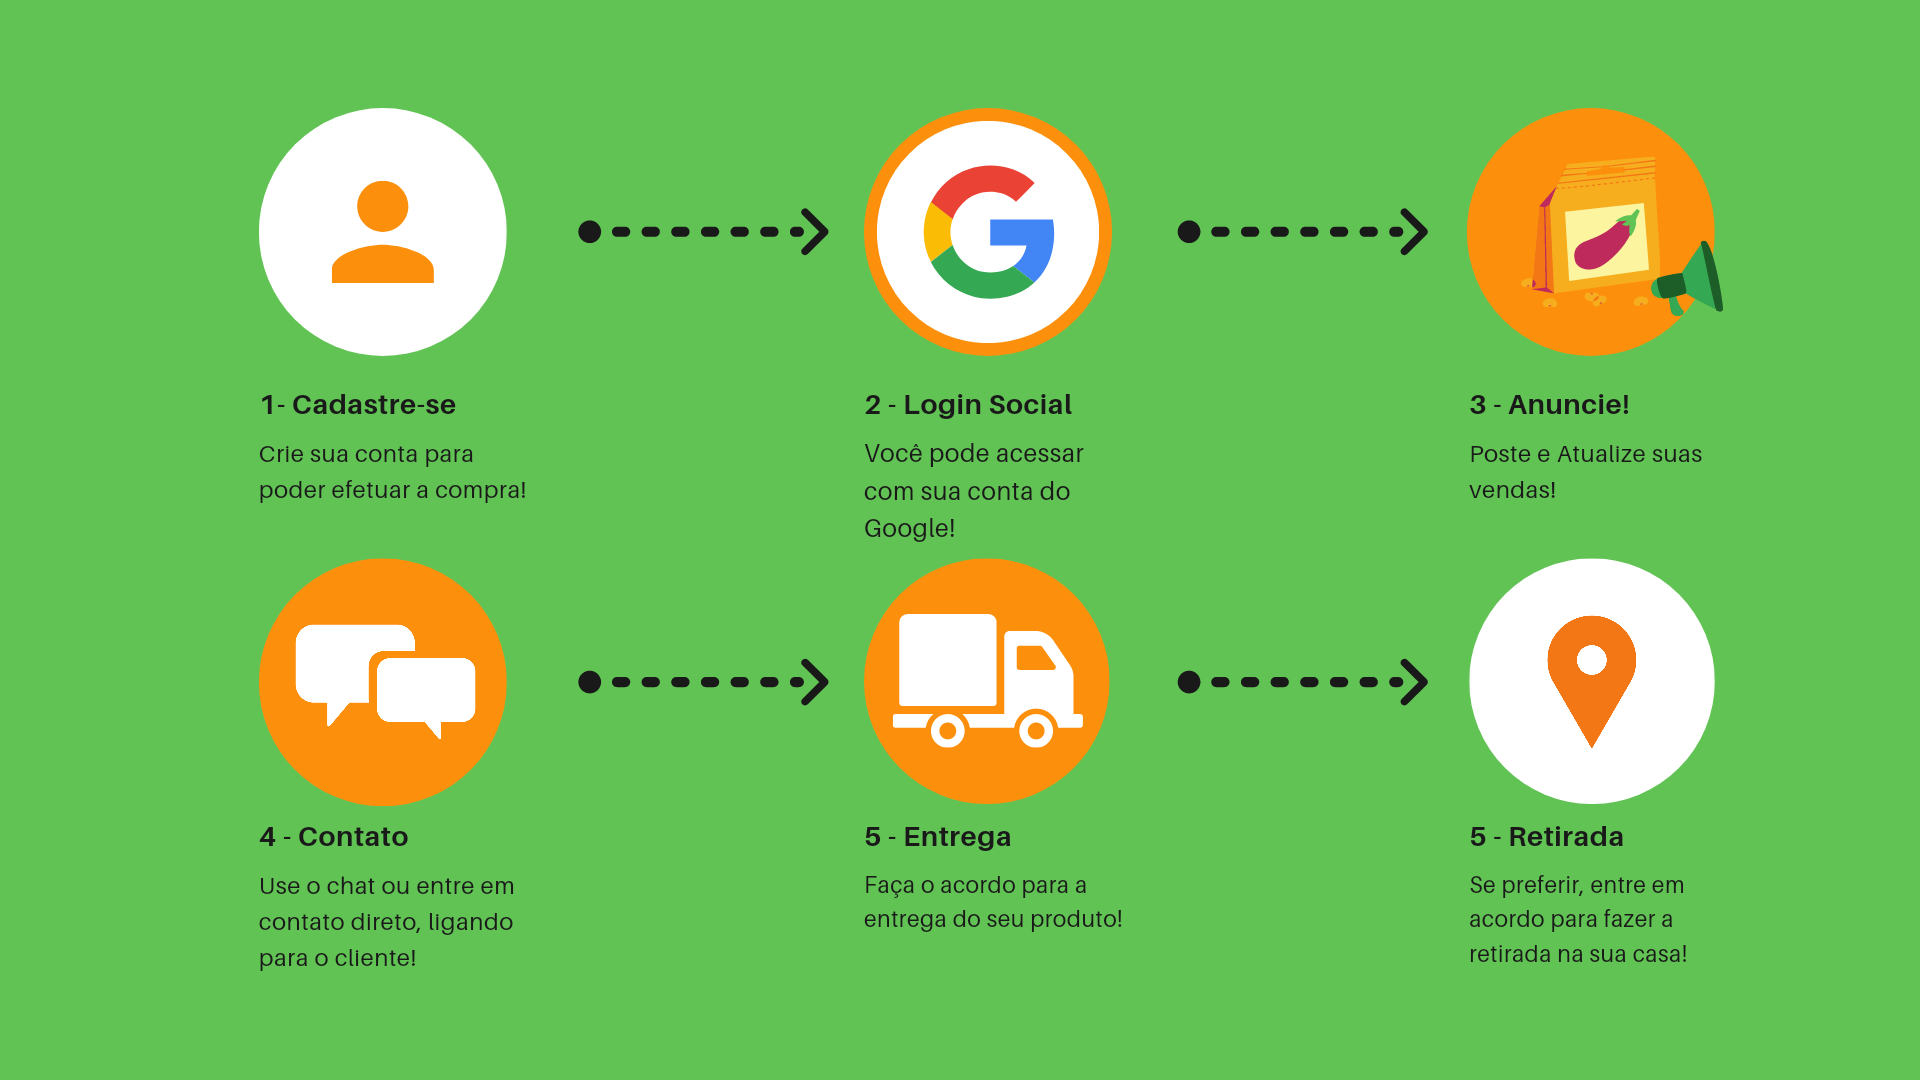 1- Cadastre-se
Crie sua conta para
poder efetuar a compra!
2 - Login Social
Você pode acessar
com sua conta do
Google!
3 - Anuncie!
Poste e Atualize suas
vendas!
4 - Contato
Use o chat ou entre em
contato direto, ligando
para o cliente!
5 - Entrega
Faça o acordo para a
entrega do seu produto!
5 - Retirada
Se preferir, entre em
acordo para fazer a
retirada na sua casa!